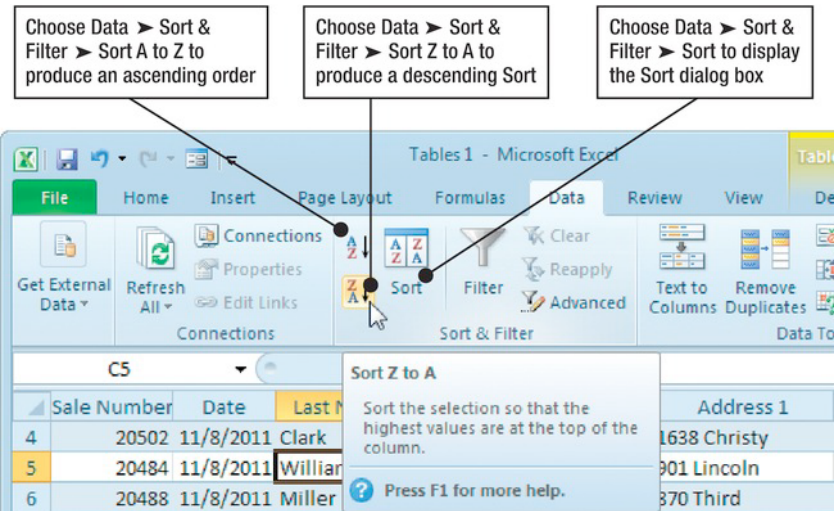 Choose Data ➤ Sort &
Filter ➤ Sort A to Z to
produce an ascending order
Choose Data ➤ Sort &
Filter ➤ Sort Z to A to
produce a descending Sort
Choose Data ➤ Sort &
Filter ➤ Sort to display
the Sort dialog box
Tables 1 - Microsoft Excel
Table
File Home Insert Page Layout Formulas Data Review View De
Get External
Data
Refresh
All
Connections
Properties
Edit Links
Connections
A
Z
Z
A
A Z
Z A
Sort
Filter
Clear
Reapply
Advanced
Sort & Filter
Text to
Columns
Remove
Duplicates
Data To
C5
Sort Z to A
Sort the selection so that the
highest values are at the top of the
column.
Press F1 for more help.
Sale Number Date Last N Address 1
4 20502 11/8/2011 Clark 1638 Christy
5 20484 11/8/2011 William 901 Lincoln
6 20488 11/8/2011 Miller 870 Third